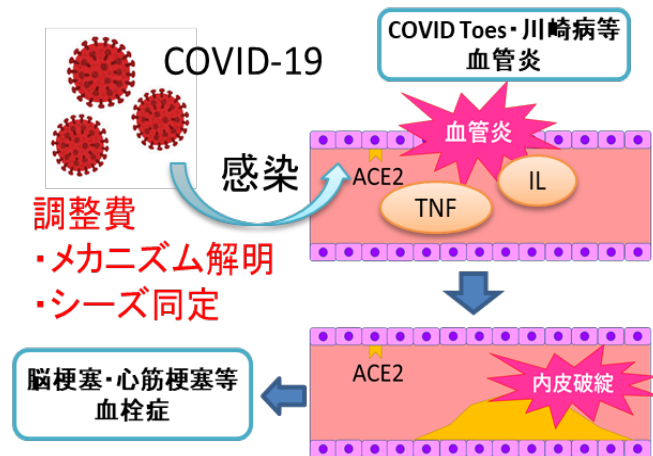 COVID-19
COVID Toes・川崎病等
血管炎
血管炎
感染
ACE2
IL
TNF
調整費
・メカニズム解明
・シーズ同定
ACE2
内皮破綻
脳梗塞・心筋梗塞等
血栓症